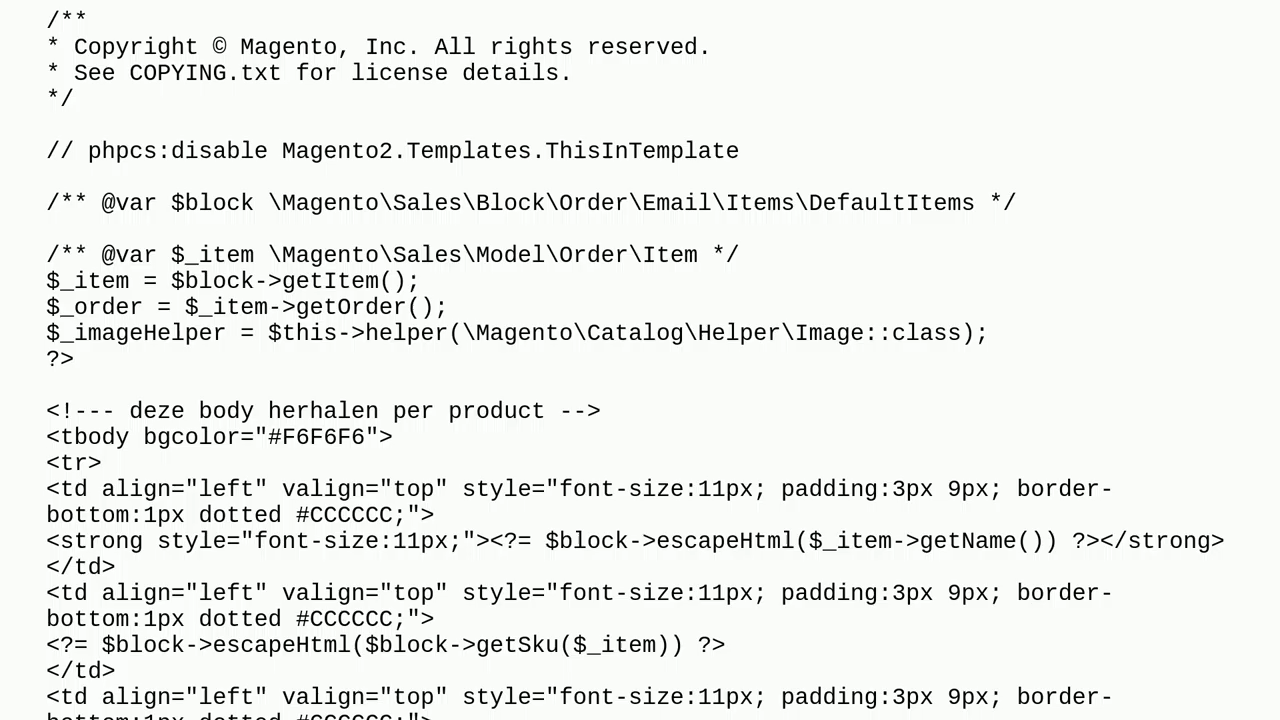 /**
* Copyright © Magento, Inc. All rights reserved.
* See COPYING.txt for license details.
*/
// phpcs:disable Magento2.Templates.ThisInTemplate
/** @var $block \Magento\Sales\Block\Order\Email\Items\DefaultItems */
/** @var $_item \Magento\Sales\Model\Order\Item */
$_item = $block->getItem();
$_order = $_item->getOrder();
$_imageHelper = $this->helper(\Magento\Catalog\Helper\Image::class);
?>
<!--- deze body herhalen per product -->
<tbody bgcolor="#F6F6F6">
<tr>
<td align="left" valign="top" style="font-size:11px; padding:3px 9px; border-
bottom:1px dotted #CCCCCC;">
<strong style="font-size:11px;"><?= $block->escapeHtml($_item->getName()) ?></strong>
</td>
<td align="left" valign="top" style="font-size:11px; padding:3px 9px; border-
bottom:1px dotted #CCCCCC;">
<?= $block->escapeHtml($block->getSku($_item)) ?>
</td>
<td align="left" valign="top" style="font-size:11px; padding:3px 9px; border-
bottom:1px dotted #CCCCCC;">